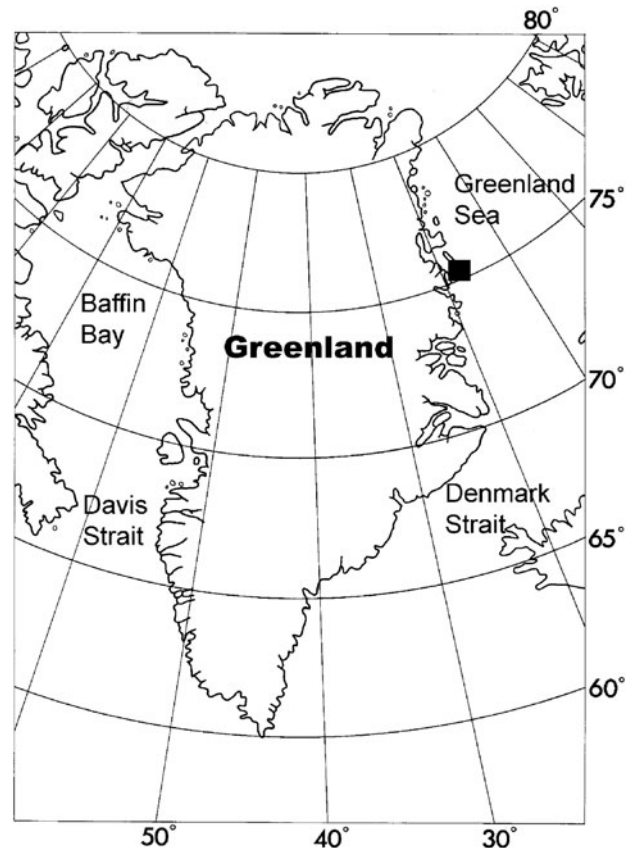 80°
Greenland
Sea
75°
Baffin
Bay
Greenland
70°
Davis
Strait
Denmark
Strait
65°
60°
50°
40°
30°